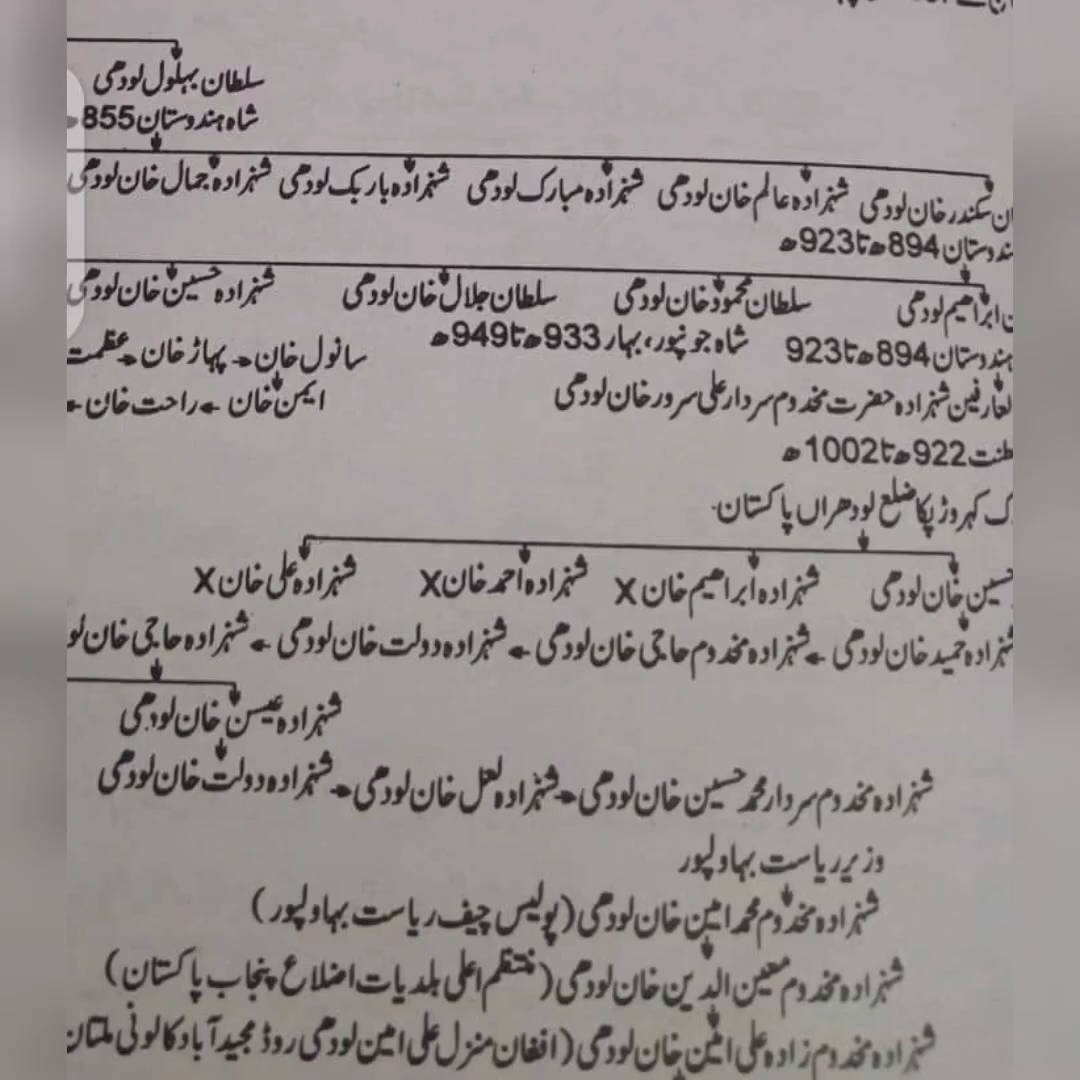 سلطان بہلول لودھی
شاہ ہندوستان 855ھ
سکندر خان لودھی شہزادہ عالم خان لودھی شہزادہ مبارک لودھی شہزادہ باربک لودھی شہزادہ جمال خان لودھی
ہندوستان 894ھ تا 923ھ
ابراھیم لودھی سلطان محمود خان لودھی سلطان جلال خان لودھی شہزادہ حسین خان لودھی
ہندوستان 894ھ تا 923 شاہ جونپور، بہار 933ھ تا 949ھ سانول خان پہاڑ خان عظمت
العارفین شہزادہ حضرت مخدوم سردار علی سرور خان لودھی ایمن خان راحت خان
922ھ تا 1002ھ
کہروڑ پکا ضلع لودھراں پاکستان
حسین خان لودھی شہزادہ ابراھیم خان X شہزادہ احمد خان X شہزادہ علی خان X
شہزادہ حمید خان لودھی شہزادہ مخدوم حاجی خان لودھی شہزادہ دولت خان لودھی شہزادہ حاجی خان لو
شہزادہ عیسن خان لودھی
شہزادہ مخدوم سردار محمد حسین خان لودھی شہزادہ لعل خان لودھی شہزادہ دولت خان لودھی
وزیر ریاست بہاولپور
شہزادہ مخدوم محمد امین خان لودھی (پولیس چیف ریاست بہاولپور)
شہزادہ مخدوم معین الدین خان لودھی (منتظم اعلی بلدیات اضلاع پنجاب پاکستان)
شہزادہ مخدوم زادہ علی امین خان لودھی (افغان منزل علی امین لودھی روڈ مجید آباد کالونی ملتان